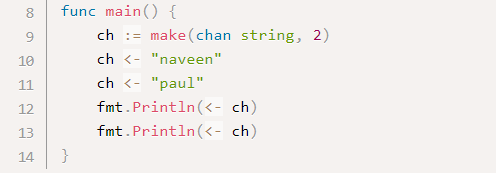 8 func main() {
9     ch := make(chan string, 2)
10     ch <- "naveen"
11     ch <- "paul"
12     fmt.Println(<- ch)
13     fmt.Println(<- ch)
14 }